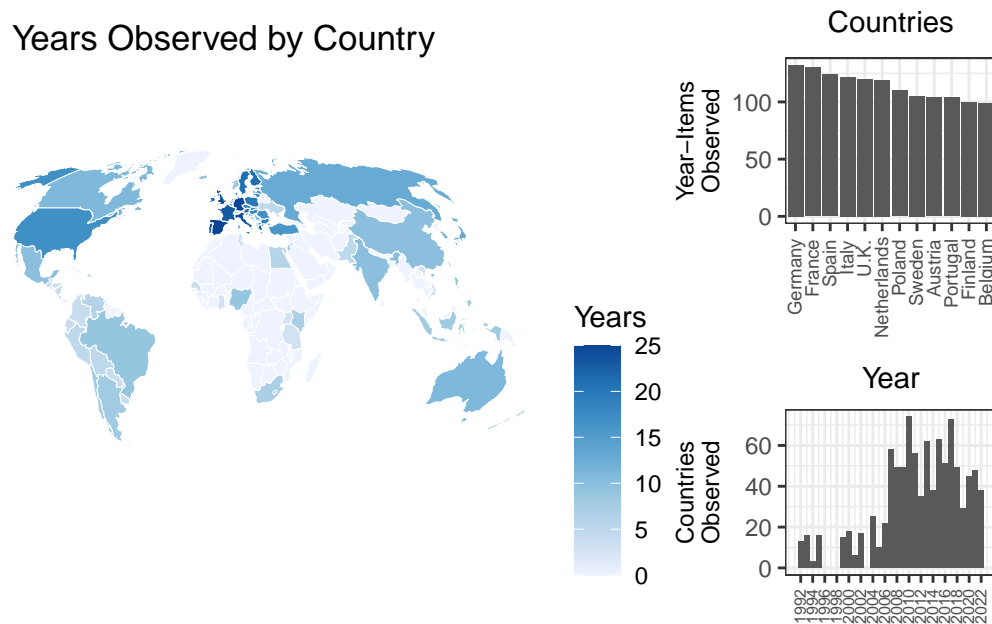 Years Observed by Country
Years
25
20
15
10
5
0
Countries
Year−Items
Observed
100
50
0
Germany
France
Spain
Italy
U.K.
Netherlands
Poland
Sweden
Austria
Portugal
Finland
Belgium
Year
Countries
Observed
60
40
20
0
1992
1994
1996
1998
2000
2002
2004
2006
2008
2010
2012
2014
2016
2018
2020
2022